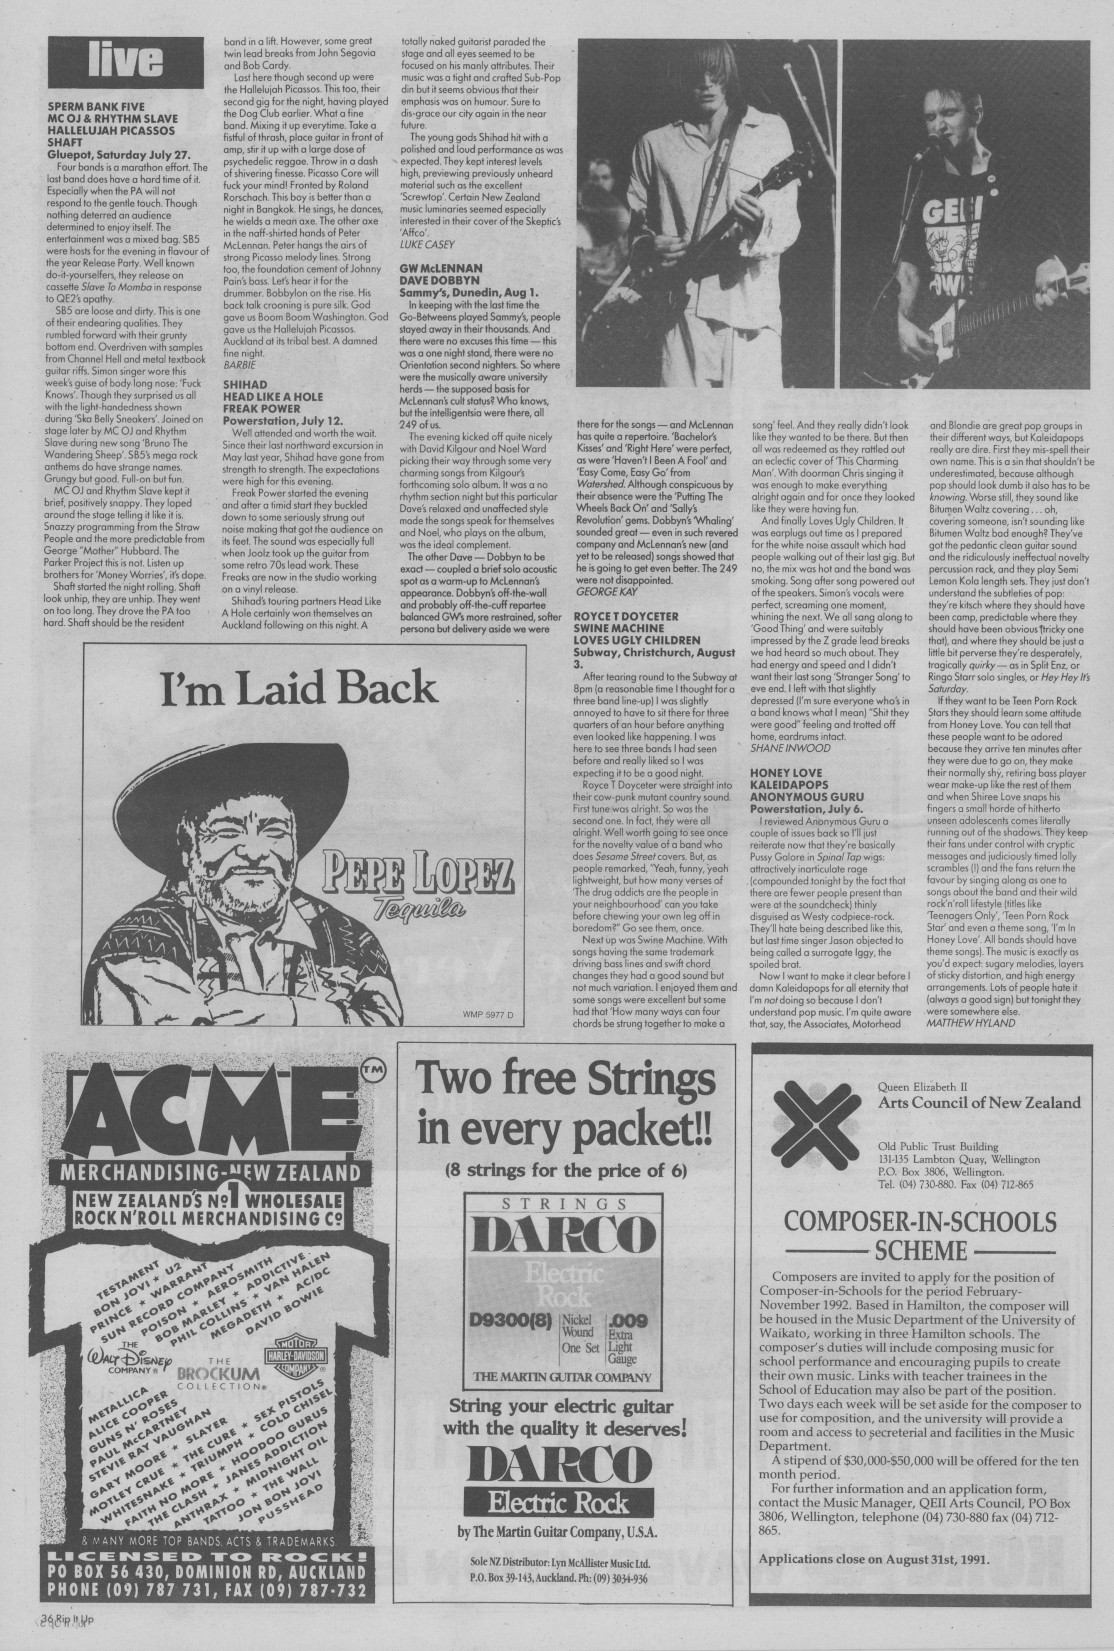 live
SPERM BANK FIVE
MC OJ & RHYTHM SLAVE
HALLELUJAH PICASSOS
SHAFT
Gluepot, Saturday July 27.
Four bands is a marathon effort. The
last band does have a hard time of it.
Especially when the PA will not
respond to the gentle touch. Though
nothing deterred an audience
determined to enjoy itself. The
entertainment was a mixed bag. SB5
were hosts for the evening in flavour of
the year Release Party. Well known
do-it-yourselfers, they release on
cassette Slave To Momba in response
to QE2's apathy.
SB5 are loose and dirty. This is one
of their endearing qualities. They
rumbled forward with their grunty
bottom end. Overdriven with samples
from Channel Hell and metal textbook
guitar riffs. Simon singer wore this
week's guise of body long nose: 'Fuck
Knows'. Though they surprised us all
with the light-handedness shown
during 'Ska Belly Sneakers'. Joined on
stage later by MC OJ and Rhythm
Slave during new song 'Bruno The
Wandering Sheep'. SB5's mega rock
anthems do have strange names.
Grungy but good. Full-on but fun.
MC OJ and Rhythm Slave kept it
brief, positively snappy. They loped
around the stage telling it like it is.
Snazzy programming from the Straw
People and the more predictable from
George "Mother" Hubbard. The
Parker Project this is not. Listen up
brothers for 'Money Worries', it's dope.
Shaft started the night rolling. Shaft
look unhip, they are unhip. They went
on too long. They drove the PA too
hard. Shaft should be the resident
band in a lift. However, some great
twin lead breaks from John Segovia
and Bob Cardy.
Last here though second up were
the Hallelujah Picassos. This too, their
second gig for the night, having played
the Dog Club earlier. What a fine
band. Mixing it up everytime. Take a
fistful of thrash, place guitar in front of
amp, stir it up with a large dose of
psychedelic reggae. Throw in a dash
of shivering finesse. Picasso Core will
fuck your mind! Fronted by Roland
Rorschach. This boy is better than a
night in Bangkok. He sings, he dances,
he wields a mean axe. The other axe
in the naff-shirted hands of Peter
McLennan. Peter hangs the airs of
strong Picasso melody lines. Strong
too, the foundation cement of Johnny
Pain's bass. Let's hear it for the
drummer. Bobbylon on the rise. His
back talk crooning is pure silk. God
gave us Boom Boom Washington. God
gave us the Hallelujah Picassos.
Auckland at its tribal best. A damned
fine night.
BARBIE
SHIHAD
HEAD LIKE A HOLE
FREAK POWER
Powerstation, July 12.
Well attended and worth the wait.
Since their last northward excursion in
May last year, Shihad have gone from
strength to strength. The expectations
were high for this evening.
Freak Power started the evening
and after a timid start they buckled
down to some seriously strung out
noise making that got the audience on
its feet. The sound was especially full
when Joolz took up the guitar from
some retro 70s lead work. These
Freaks are now in the studio working
on a vinyl release.
Shihad's touring partners Head Like
A Hole certainly won themselves an
Auckland following on this night. A
totally naked guitarist paraded the
stage and all eyes seemed to be
focused on his manly attributes. Their
music was a tight and crafted Sub-Pop
din but it seems obvious that their
emphasis was on humour. Sure to
dis-grace our city again in the near
future.
The young gods Shihad hit with a
polished and loud performance as was
expected. They kept interest levels
high, previewing previously unheard
material such as the excellent
'Screwtop'. Certain New Zealand
music luminaries seemed especially
interested in their cover of the Skeptic's
'Affco'.
LUKE CASEY
GW McLENNAN
DAVE DOBBYN
Sammy's, Dunedin, Aug 1.
In keeping with the last time the
Go-Betweens played Sammy's, people
stayed away in their thousands. And
there were no excuses this time — this
was a one night stand, there were no
Orientation second nighters. So where
were the musically aware university
herds — the supposed basis for
McLennan's cult status? Who knows,
but the intelligentsia were there, all
249 of us.
The evening kicked off quite nicely
with David Kilgour and Noel Ward
picking their way through some very
charming songs from Kilgour's
forthcoming solo album. It was a no
rhythm section night but this particular
Dave's relaxed and unaffected style
made the songs speak for themselves
and Noel, who plays on the album,
was the ideal complement.
The other Dave — Dobbyn to be
exact — coupled a brief solo acoustic
spot as a warm-up to McLennan's
appearance. Dobbyn's off-the-wall
and probably off-the-cuff repartee
balanced GW's more restrained, softer
persona but delivery aside we were
there for the songs — and McLennan
has quite a repertoire. 'Bachelor's
Kisses' and 'Right Here' were perfect,
as were 'Haven't I Been A Fool' and
'Easy Come, Easy Go' from
Watershed. Although conspicuous by
their absence were the 'Putting The
Wheels Back On' and 'Sally's
Revolution' gems. Dobbyn's 'Whaling'
sounded great — even in such revered
company and McLennan's new (and
yet to be released) songs showed that
he is going to get even better. The 249
were not disappointed.
GEORGE KAY
ROYCE T DOYCETER
SWINE MACHINE
LOVES UGLY CHILDREN
Subway, Christchurch, August
3.
After tearing round to the Subway at
8pm (a reasonable time I thought for a
three band line-up) I was slightly
annoyed to have to sit there for three
quarters of an hour before anything
even looked like happening. I was
here to see three bands I had seen
before and really liked so I was
expecting it to be a good night.
Royce T Doyceter were straight into
their cow-punk mutant country sound.
First tune was alright. So was the
second one. In fact, they were all
alright. Well worth going to see once
for the novelty value of a band who
does Sesame Street covers. But, as
people remarked, "Yeah, funny, yeah
lightweight, but how many verses of
'The drug addicts are the people in
your neighbourhood' can you take
before chewing your own leg off in
boredom?" Go see them, once.
Next up was Swine Machine. With
songs having the same trademark
driving bass lines and swift chord
changes they had a good sound but
not much variation. I enjoyed them and
some songs were excellent but some
had that 'How many ways can four
chords be strung together to make a
song' feel. And they really didn't look
like they wanted to be there. But then
all was redeemed as they rattled out
an eclectic cover of 'This Charming
Man'. With doorman Chris singing it
was enough to make everything
alright again and for once they looked
like they were having fun.
And finally Loves Ugly Children. It
was earplugs out time as I prepared
for the white noise assault which had
people walking out of their last gig. But
no, the mix was hot and the band was
smoking. Song after song powered out
of the speakers. Simon's vocals were
perfect, screaming one moment,
whining the next. We all sang along to
'Good Thing' and were suitably
impressed by the Z grade lead breaks
we had heard so much about. They
had energy and speed and I didn't
want their last song 'Stranger Song' to
eve end. I left with that slightly
depressed (I'm sure everyone who's in
a band knows what I mean) "Shit they
were good" feeling and trotted off
home, eardrums intact.
SHANE INWOOD
HONEY LOVE
KALEIDAPOPS
ANONYMOUS GURU
Powerstation, July 6.
I reviewed Anonymous Guru a
couple of issues back so I'll just
reiterate now that they're basically
Pussy Galore in Spinal Tap wigs:
attractively inarticulate rage
(compounded tonight by the fact that
there are fewer people present than
were at the soundcheck) thinly
disguised as Westy codpiece-rock.
They'll hate being described like this,
but last time singer Jason objected to
being called a surrogate Iggy, the
spoiled brat.
Now I want to make it clear before I
damn Kaleidapops for all eternity that
I'm not doing so because I don't
understand pop music. I'm quite aware
that, say, the Associates, Motorhead
and Blondie are great pop groups in
their different ways, but Kaleidapops
really are dire. First they mis-spell their
own name. This is a sin that shouldn't be
underestimated, because although
pop should look dumb it also has to be
knowing. Worse still, they sound like
Bitumen Waltz covering . . . oh,
covering someone, isn't sounding like
Bitumen Waltz bad enough? They've
got the pedantic clean guitar sound
and the ridiculously ineffectual novelty
percussion rack, and they play Semi
Lemon Kola length sets. They just don't
understand the subtleties of pop:
they're kitsch where they should have
been camp, predictable where they
should have been obvious (tricky one
that), and where they should be just a
little bit perverse they're desperately,
tragically quirky — as in Split Enz, or
Ringo Starr solo singles, or Hey Hey It's
Saturday.
If they want to be Teen Porn Rock
Stars they should learn some attitude
from Honey Love. You can tell that
these people want to be adored
because they arrive ten minutes after
they were due to go on, they make
their normally shy, retiring bass player
wear make-up like the rest of them
and when Shiree Love snaps his
fingers a small horde of hitherto
unseen adolescents comes literally
running out of the shadows. They keep
their fans under control with cryptic
messages and judiciously timed lolly
scrambles (!) and the fans return the
favour by singing along as one to
songs about the band and their wild
rock'n'roll lifestyle (titles like
'Teenagers Only', 'Teen Porn Rock
Star' and even a theme song, 'I'm In
Honey Love'. All bands should have
theme songs). The music is exactly as
you'd expect: sugary melodies, layers
of sticky distortion, and high energy
arrangements. Lots of people hate it
(always a good sign) but tonight they
were somewhere else.
MATTHEW HYLAND
I'm Laid Back
PEPE LOPEZ
Tequila
WMP 5977 D
ACME TM
MERCHANDISING-NEW ZEALAND
NEW ZEALAND'S No1 WHOLESALE
ROCK N'ROLL MERCHANDISING Co
TESTAMENT
BON JOVI ★ U2
PRINCE ★ WARRANT
SUN RECORD COMPANY
POISON ★ AEROSMITH
BOB MARLEY ★ ADDICTIVE
PHIL COLLINS ★ VAN HALEN
MEGADETH ★ ACIDC
DAVID BOWIE
THE
WALT DISNEY
COMPANY ®
THE
BROCKUM
COLLECTION®
MOTOR
HARLEY-DAVIDSON
COMPANY
METALLICA
ALICE COOPER
GUNS N' ROSES
PAUL McCARTNEY
STEVIE RAY VAUGHAN
GARY MOORE ★ SLAYER ★ SEX PISTOLS
MOTLEY CRUE ★ THE CURE ★ COLD CHISEL
WHITESNAKE ★ TRIUMPH ★ HOODOO GURUS
FAITH NO MORE ★ JANES ADDICTION
THE CLASH ★ MIDNIGHT OIL
ANTHRAX ★ THE WALL
TATTOO ★ JON BON JOVI
PUSSHEAD
& MANY MORE TOP BANDS, ACTS & TRADEMARKS.
LICENSED TO ROCK!
PO BOX 56 430, DOMINION RD, AUCKLAND
PHONE (09) 787 731, FAX (09) 787-732
Two free Strings
in every packet!!
(8 strings for the price of 6)
STRINGS
DARCO
Electric
Rock
D9300(8)
Nickel
Wound
One Set
.009
Extra
Light
Gauge
THE MARTIN GUITAR COMPANY
String your electric guitar
with the quality it deserves!
DARCO
Electric Rock
by The Martin Guitar Company, U.S.A.
Sole NZ Distributor: Lyn McAllister Music Ltd.
P.O. Box 39-143, Auckland. Ph: (09) 3034-936
Queen Elizabeth II
Arts Council of New Zealand
Old Public Trust Building
131-135 Lambton Quay, Wellington
P.O. Box 3806, Wellington.
Tel. (04) 730-880. Fax (04) 712-865
COMPOSER-IN-SCHOOLS
SCHEME
Composers are invited to apply for the position of
Composer-in-Schools for the period February-
November 1992. Based in Hamilton, the composer will
be housed in the Music Department of the University of
Waikato, working in three Hamilton schools. The
composer's duties will include composing music for
school performance and encouraging pupils to create
their own music. Links with teacher trainees in the
School of Education may also be part of the position.
Two days each week will be set aside for the composer to
use for composition, and the university will provide a
room and access to secreterial and facilities in the Music
Department.
A stipend of $30,000-$50,000 will be offered for the ten
month period.
For further information and an application form,
contact the Music Manager, QEII Arts Council, PO Box
3806, Wellington, telephone (04) 730-880 fax (04) 712-
865.
Applications close on August 31st, 1991.
36 Rip It Up